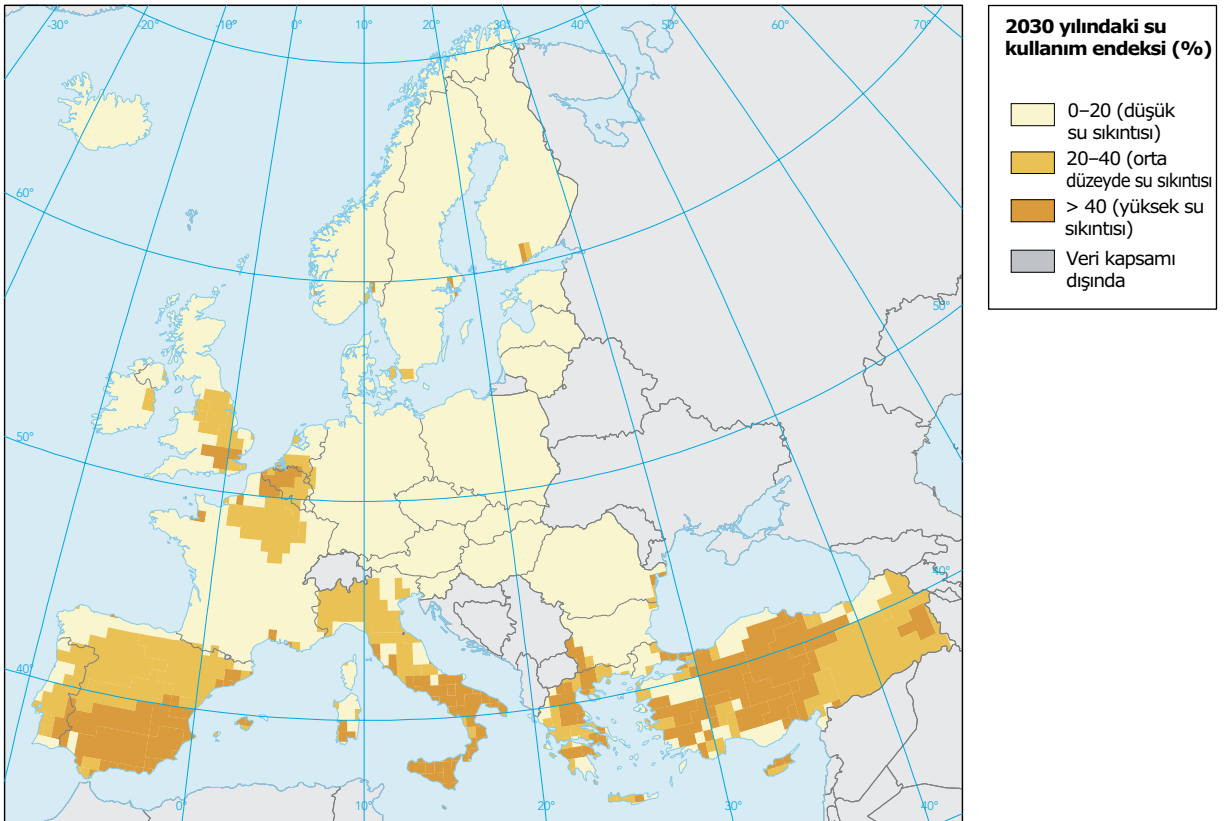 -30°
-20°
-10°
0°
10°
20°
30°
40°
50°
60°
70°
60°
50°
50°
40°
40°
0°
10°
20°
30°
40°
2030 yılındaki su
kullanım endeksi (%)
0–20 (düşük
su sıkıntısı)
20–40 (orta
düzeyde su sıkıntısı
> 40 (yüksek su
sıkıntısı)
Veri kapsamı
dışında